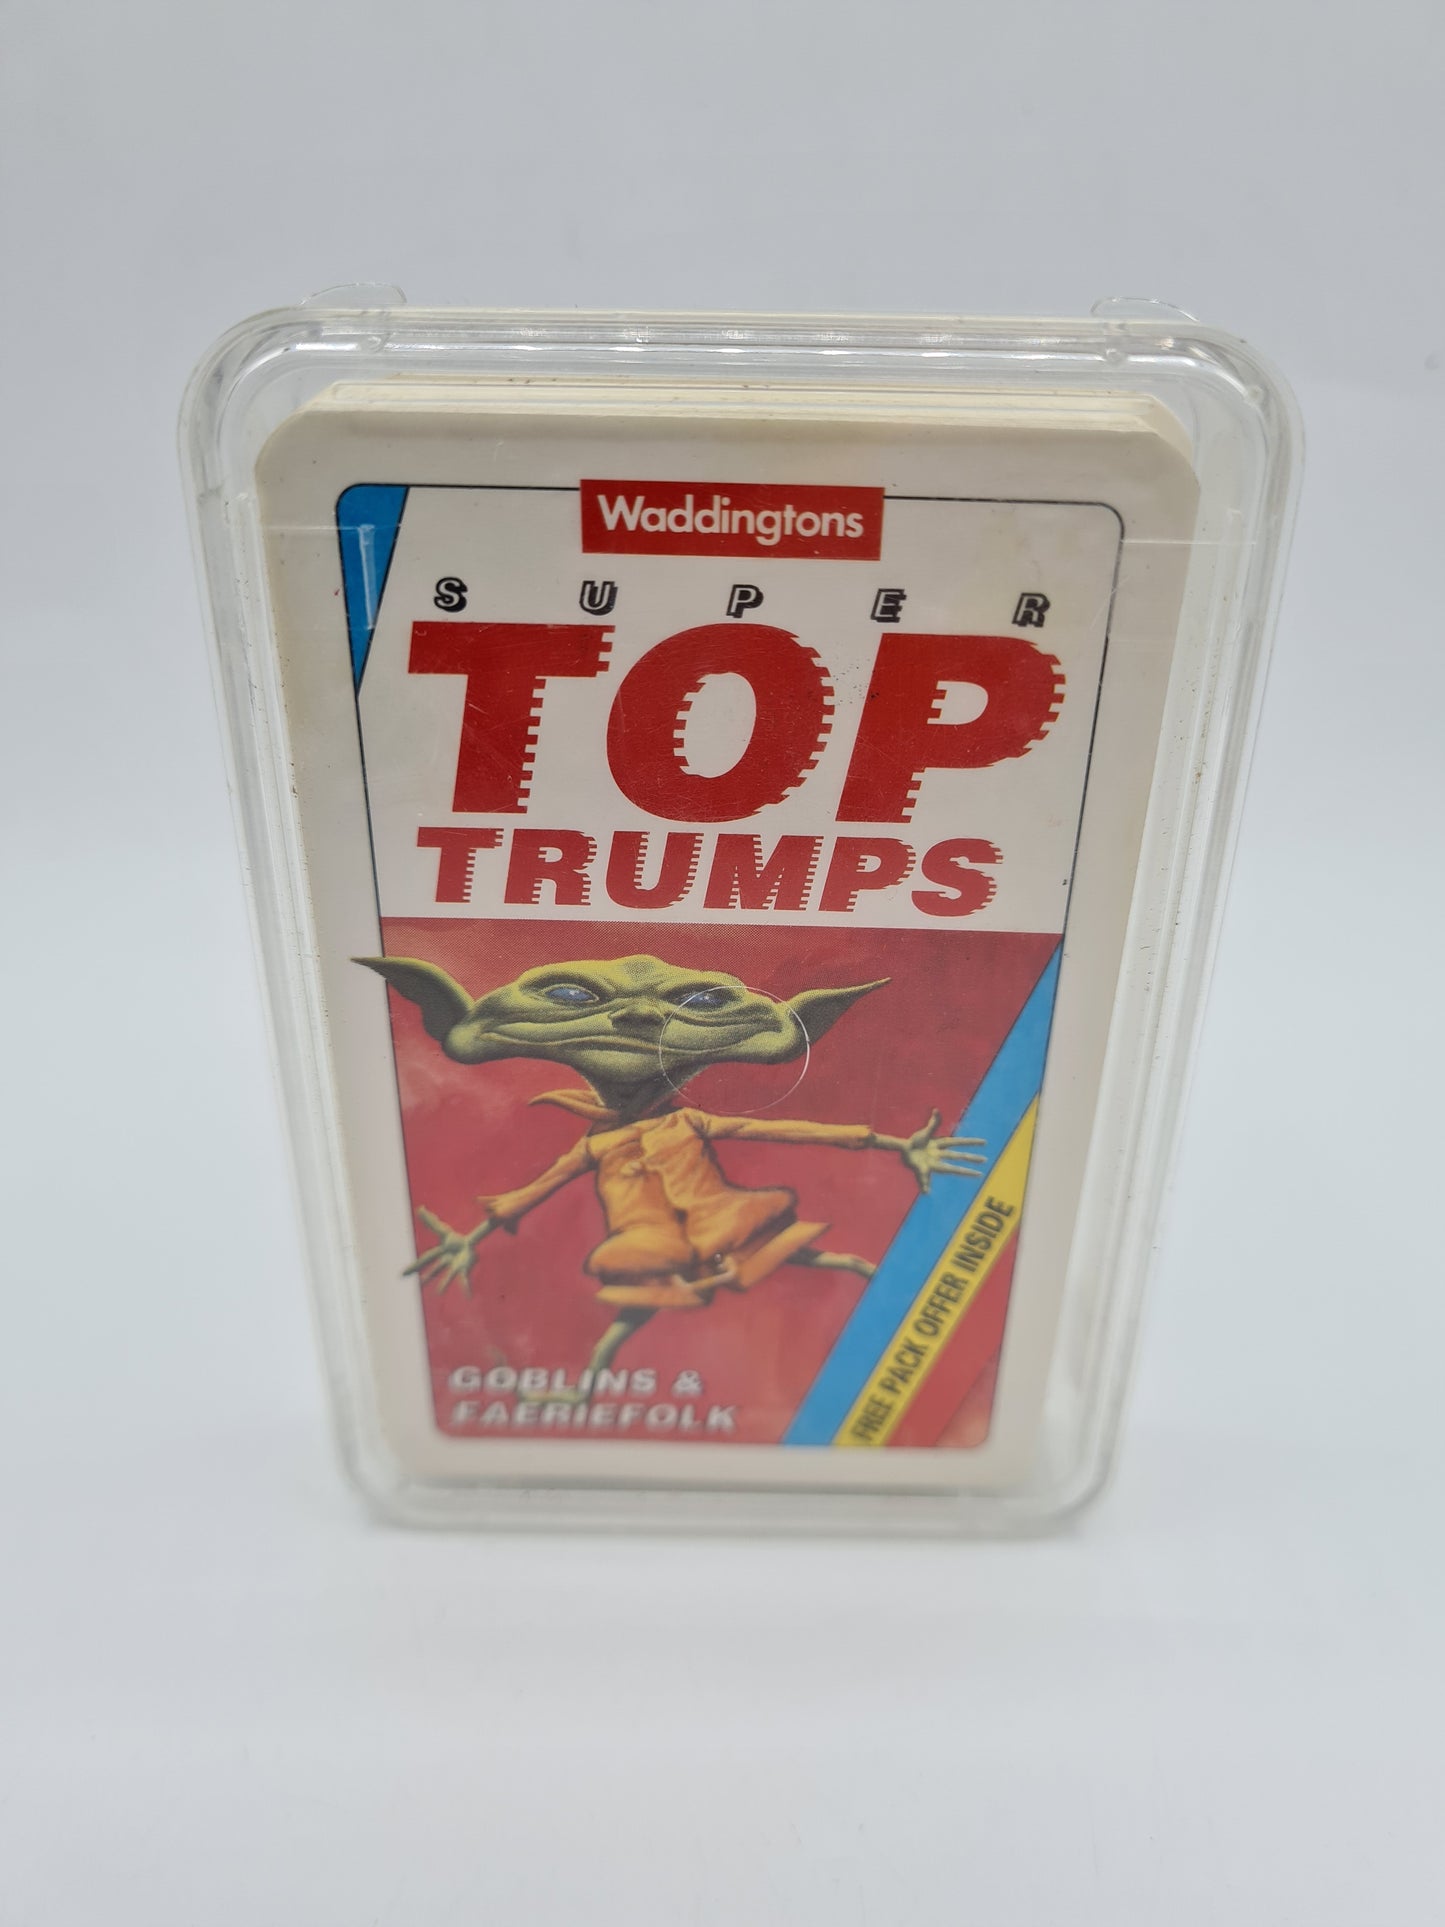 Waddingtons
SUPER
TOP
TRUMPS
GOBLINS &
FAERIEFOLK
FREE PACK OFFER INSIDE